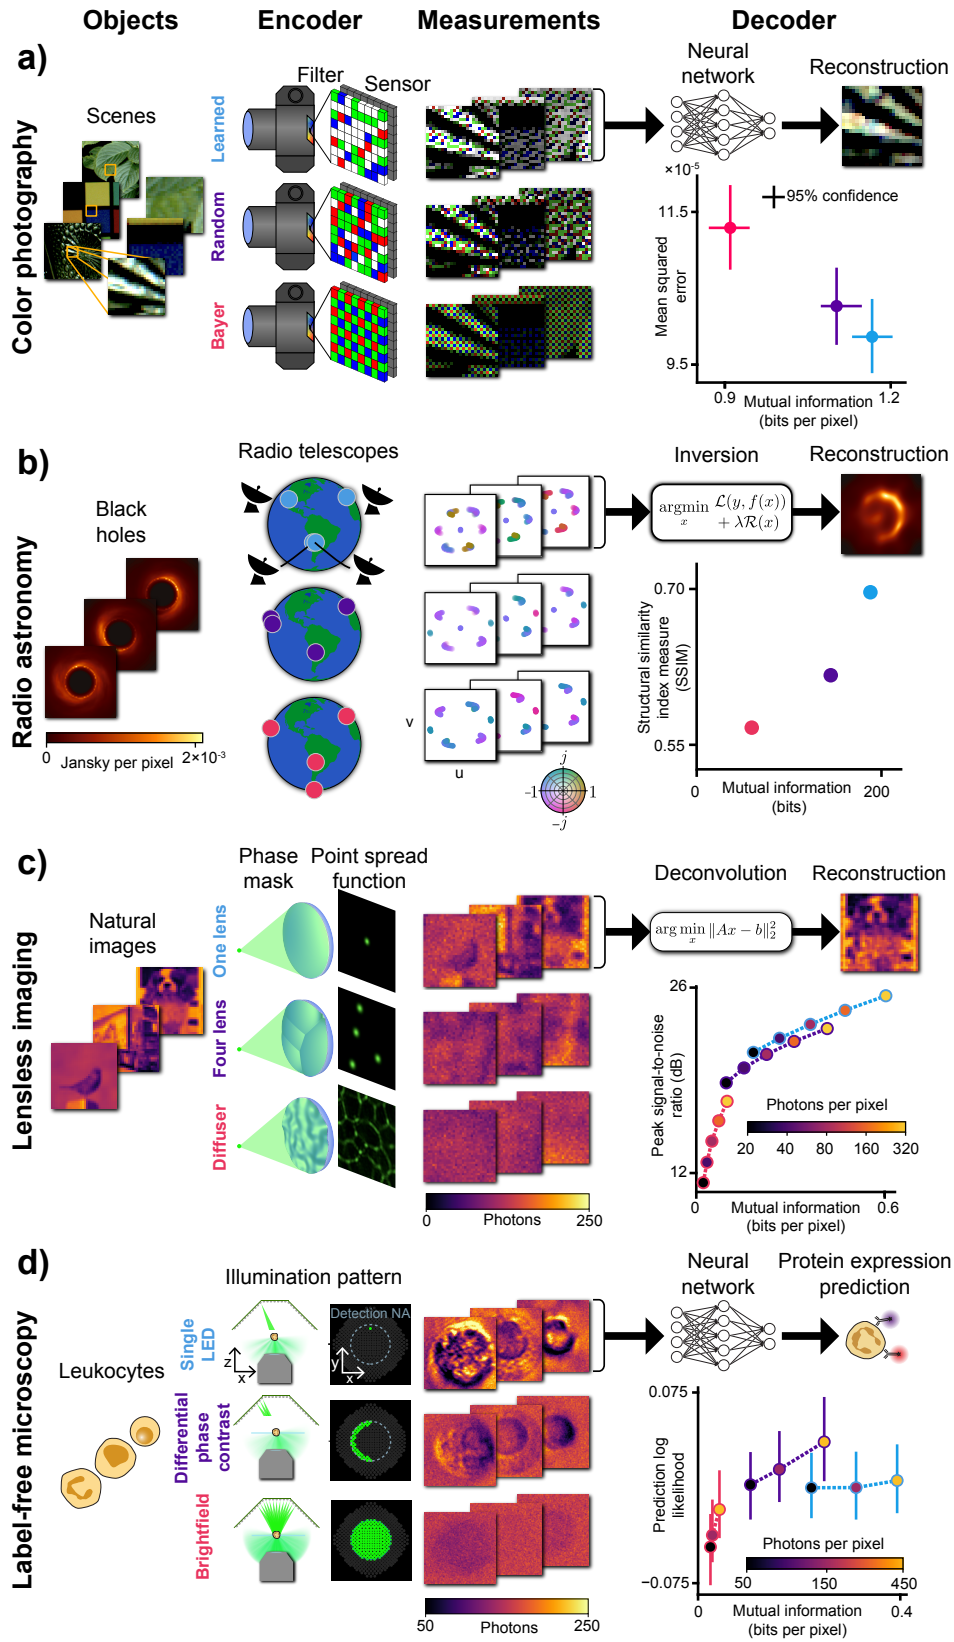 Objects
Encoder
Measurements
Decoder
a)
Color photography
Scenes
Filter
Sensor
Learned
Random
Bayer
Neural
network
Reconstruction
×10⁻⁵
95% confidence
11.5
9.5
Mean squared
error
0.9
1.2
Mutual information
(bits per pixel)
b)
Radio astronomy
Black
holes
0
2×10⁻³
Jansky per pixel
Radio telescopes
v
u
j
-1
1
-j
Inversion
argmin x L(y, f(x))
+ λR(x)
Reconstruction
0.70
0.55
Structural similarity
index measure
(SSIM)
0
200
Mutual information
(bits)
c)
Lensless imaging
Natural
images
Phase
mask
Point spread
function
One lens
Four lens
Diffuser
0
250
Photons
Deconvolution
arg min x ‖Ax − b‖₂²
Reconstruction
26
12
Peak signal-to-noise
ratio (dB)
Photons per pixel
20 40 80 160 320
0
0.6
Mutual information
(bits per pixel)
d)
Label-free microscopy
Leukocytes
Illumination pattern
Single
LED
Differential
phase
contrast
Brightfield
z
x
Detection NA
y
x
50
250
Photons
Neural
network
Protein expression
prediction
0.075
−0.075
Prediction log
likelihood
Photons per pixel
50 150 450
0
0.4
Mutual information
(bits per pixel)